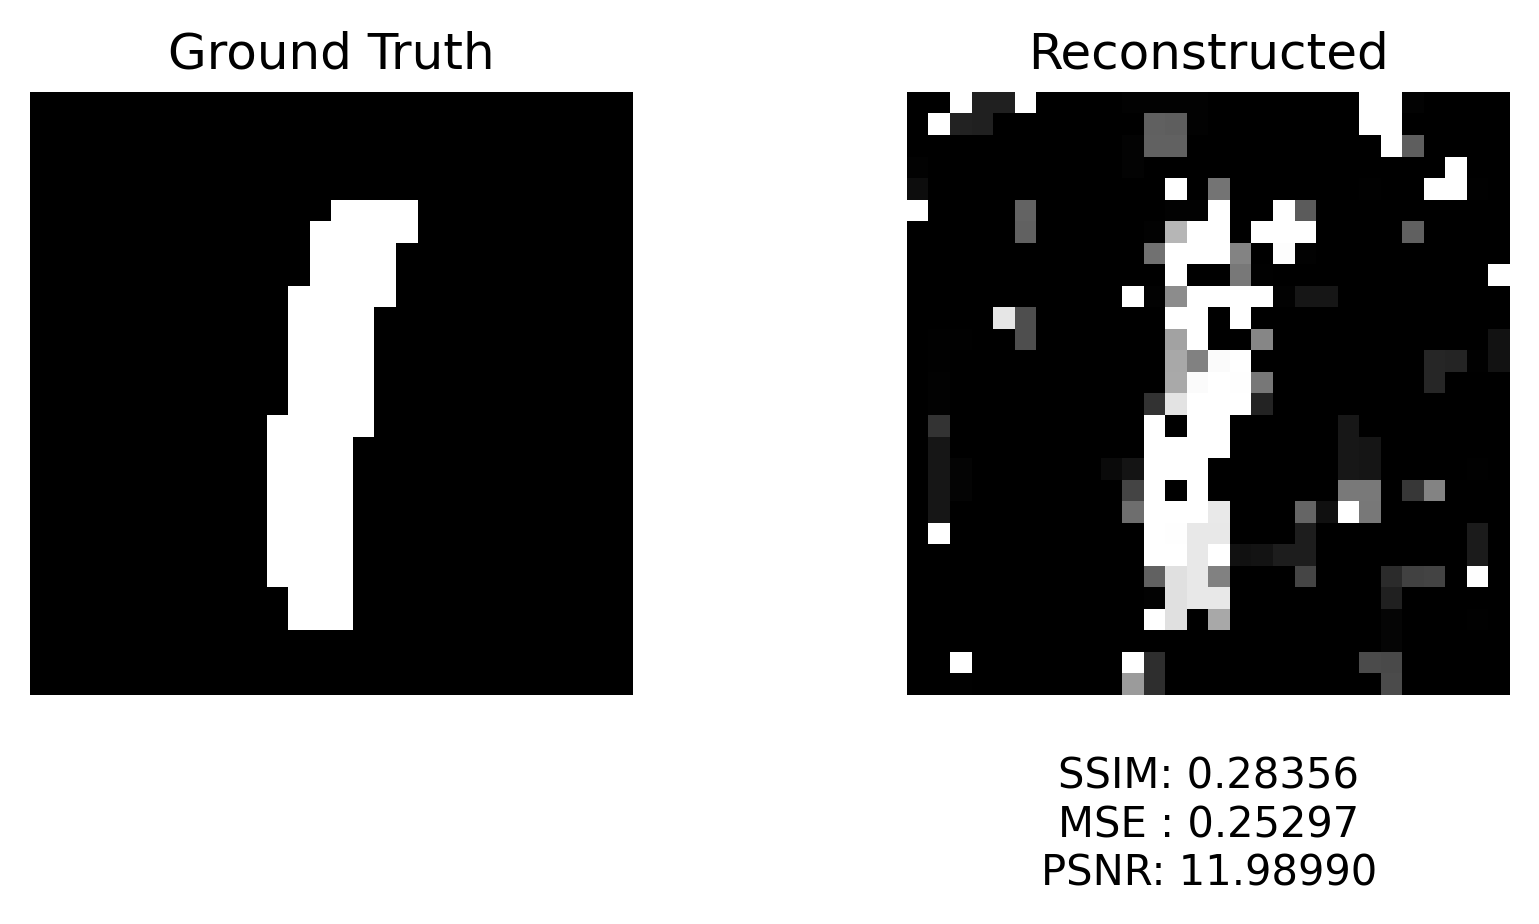 Ground Truth
Reconstructed
SSIM: 0.28356
MSE : 0.25297
PSNR: 11.98990